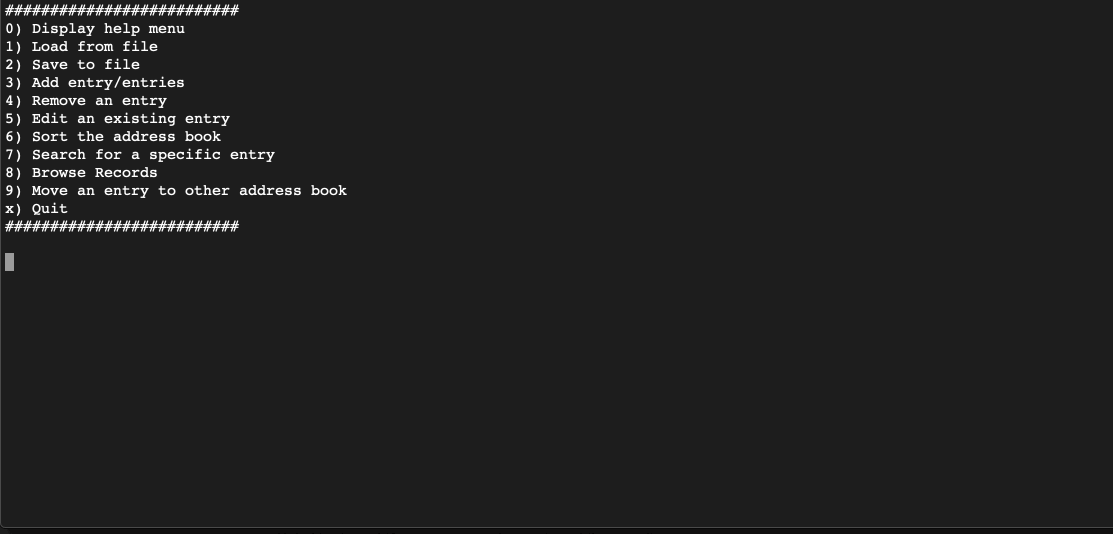 ##########################
0) Display help menu
1) Load from file
2) Save to file
3) Add entry/entries
4) Remove an entry
5) Edit an existing entry
6) Sort the address book
7) Search for a specific entry
8) Browse Records
9) Move an entry to other address book
x) Quit
##########################